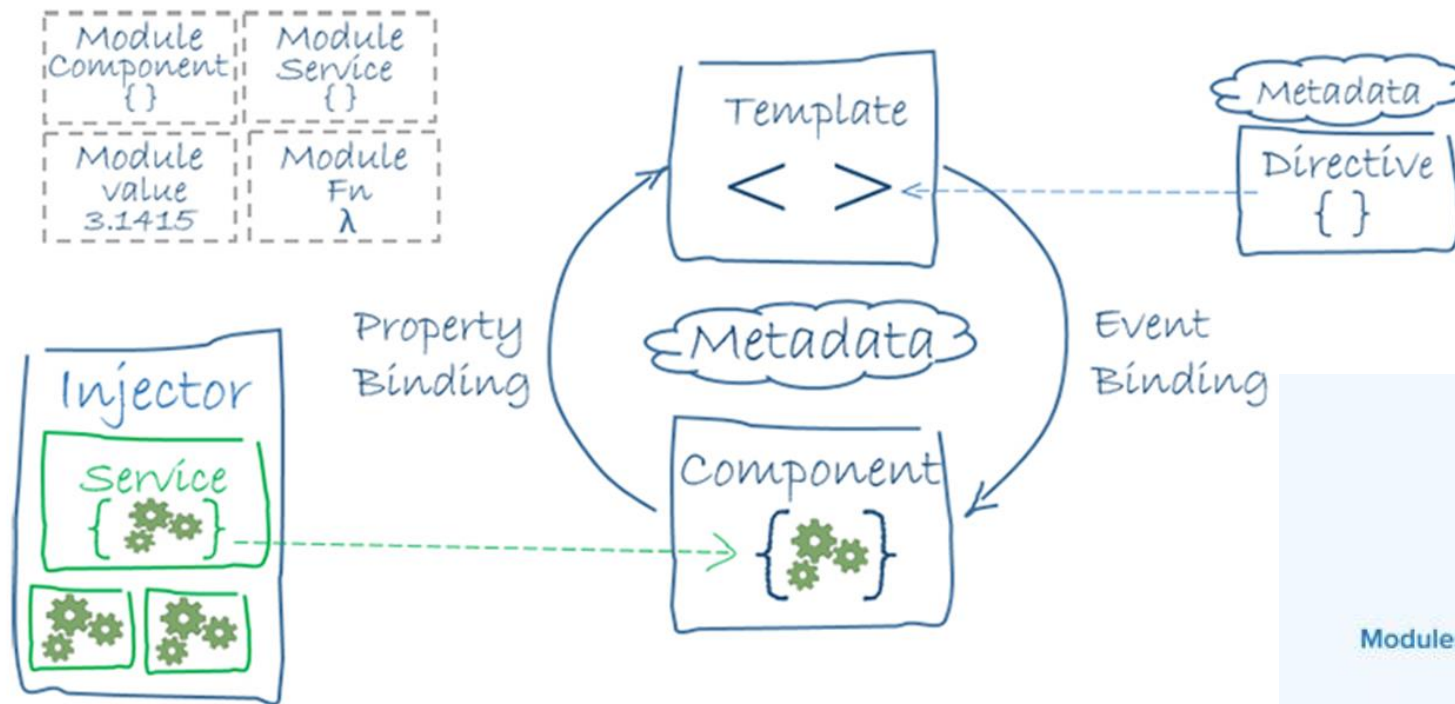 Module
Component
{ }
Module
Service
{ }
Module
value
3.1415
Module
Fn
λ
Template
< >
Metadata
Directive
{ }
Property
Binding
Metadata
Event
Binding
Injector
Service
{ }
Component
{ }
Module